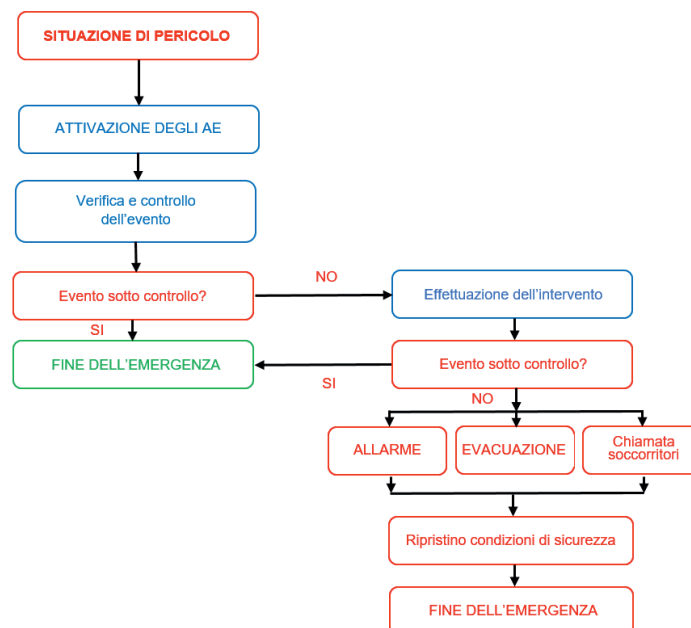 SITUAZIONE DI PERICOLO
ATTIVAZIONE DEGLI AE
Verifica e controllo
dell'evento
Evento sotto controllo?
NO
Effettuazione dell'intervento
SI
FINE DELL'EMERGENZA
SI
Evento sotto controllo?
NO
ALLARME
EVACUAZIONE
Chiamata
soccorritori
Ripristino condizioni di sicurezza
FINE DELL'EMERGENZA